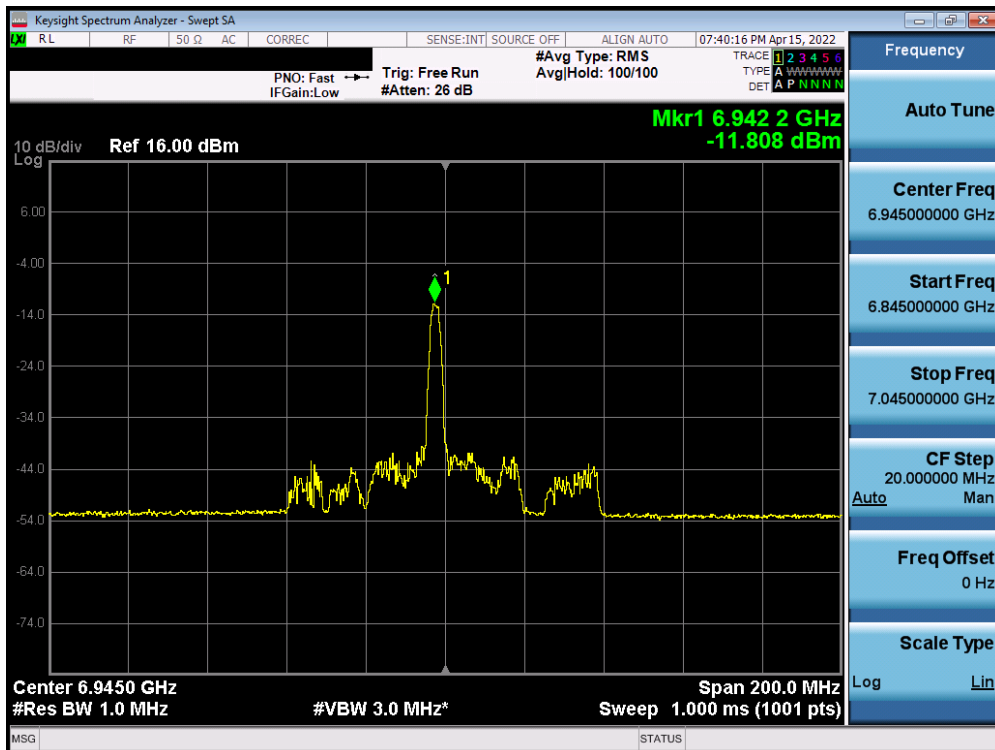 Keysight Spectrum Analyzer - Swept SA
LXI RL RF 50 Ω AC CORREC SENSE:INT SOURCE OFF ALIGN AUTO 07:40:16 PM Apr 15, 2022
PNO: Fast
IFGain:Low
Trig: Free Run
#Atten: 26 dB
#Avg Type: RMS
Avg|Hold: 100/100
TRACE 1 2 3 4 5 6
TYPE A WWWWW
DET A P N N N N
Mkr1 6.942 2 GHz
-11.808 dBm
10 dB/div Ref 16.00 dBm
Log
1
6.00
-4.00
-14.0
-24.0
-34.0
-44.0
-54.0
-64.0
-74.0
Center 6.9450 GHz Span 200.0 MHz
#Res BW 1.0 MHz #VBW 3.0 MHz* Sweep 1.000 ms (1001 pts)
MSG STATUS
Frequency
Auto Tune
Center Freq
6.945000000 GHz
Start Freq
6.845000000 GHz
Stop Freq
7.045000000 GHz
CF Step
20.000000 MHz
Auto Man
Freq Offset
0 Hz
Scale Type
Log Lin